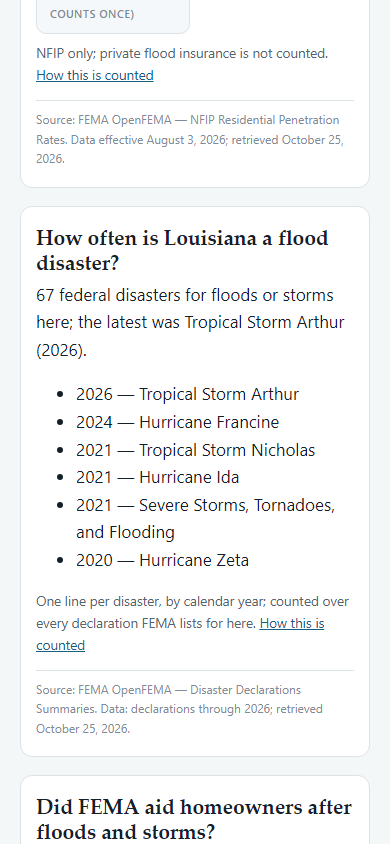 COUNTS ONCE)
NFIP only; private flood insurance is not counted.
How this is counted
Source: FEMA OpenFEMA — NFIP Residential Penetration
Rates. Data effective August 3, 2026; retrieved October 25,
2026.
How often is Louisiana a flood
disaster?
67 federal disasters for floods or storms
here; the latest was Tropical Storm Arthur
(2026).
• 2026 — Tropical Storm Arthur
• 2024 — Hurricane Francine
• 2021 — Tropical Storm Nicholas
• 2021 — Hurricane Ida
• 2021 — Severe Storms, Tornadoes,
and Flooding
• 2020 — Hurricane Zeta
One line per disaster, by calendar year; counted over
every declaration FEMA lists for here. How this is
counted
Source: FEMA OpenFEMA — Disaster Declarations
Summaries. Data: declarations through 2026; retrieved
October 25, 2026.
Did FEMA aid homeowners after
floods and storms?